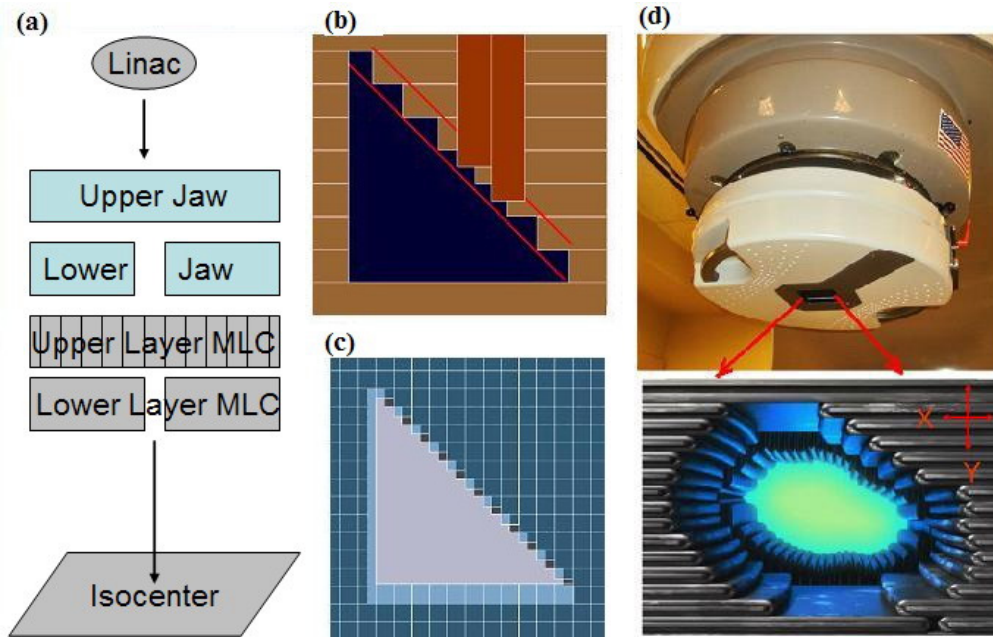 (a)
Linac
Upper Jaw
Lower Jaw
Upper Layer MLC
Lower Layer MLC
Isocenter
(b)
(c)
(d)
X
Y